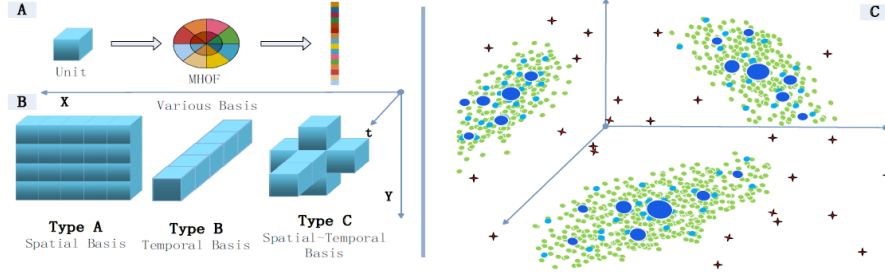 A
Unit
MHOF
B
X
Various Basis
t
Y
Type A
Spatial Basis
Type B
Temporal Basis
Type C
Spatial-Temporal
Basis
C